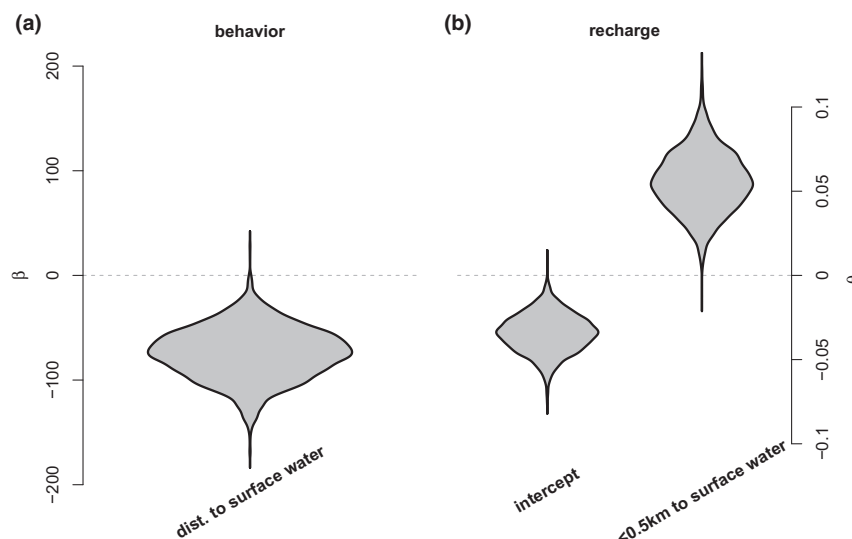 (a)
behavior
200
100
0
−100
−200
β
dist. to surface water
(b)
recharge
0.1
0.05
0
−0.05
−0.1
intercept
<0.5km to surface water